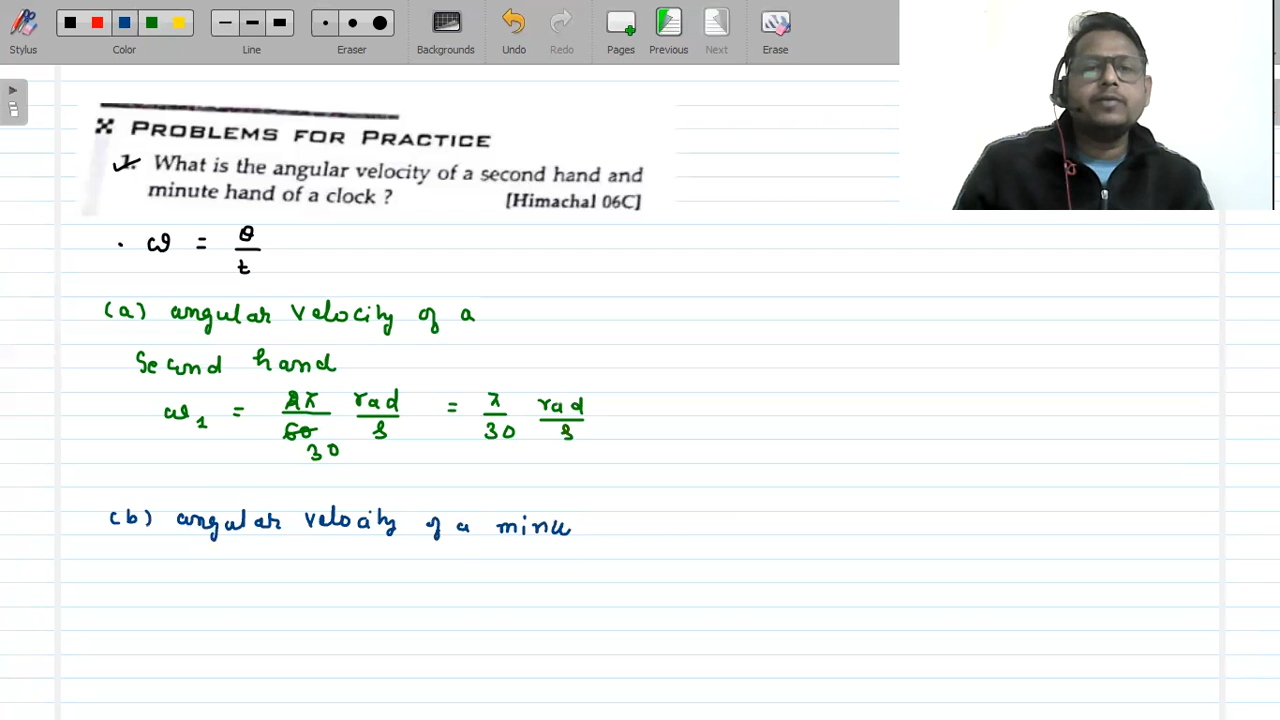 Stylus Color Line Eraser Backgrounds Undo Redo Pages Previous Next Erase
PROBLEMS FOR PRACTICE
1. What is the angular velocity of a second hand and
minute hand of a clock ?
[Himachal 06C]
ω = θ/t
(a) angular velocity of a
Second hand
ω₁ = 2π/60 rad/s = π/30 rad/s
30
(b) angular velocity of a minu